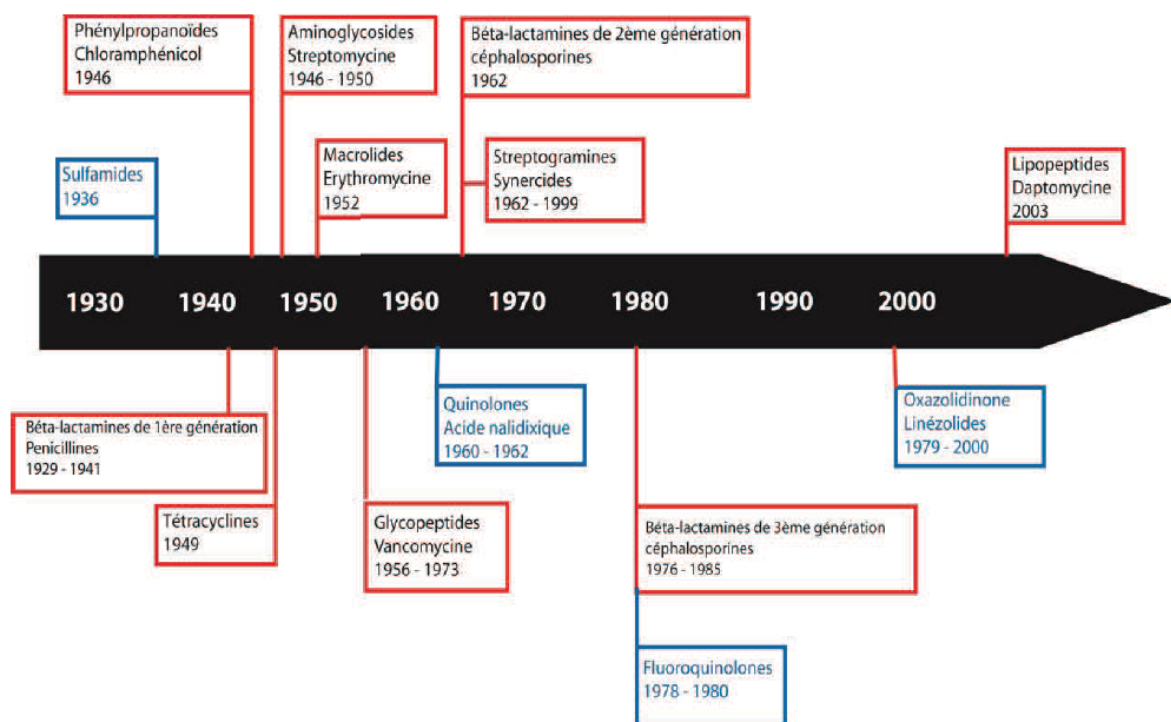 Phénylpropanoïdes
Chloramphénicol
1946
Aminoglycosides
Streptomycine
1946 - 1950
Béta-lactamines de 2ème génération
céphalosporines
1962
Sulfamides
1936
Macrolides
Erythromycine
1952
Streptogramines
Synercides
1962 - 1999
Lipopeptides
Daptomycine
2003
1930 1940 1950 1960 1970 1980 1990 2000
Béta-lactamines de 1ère génération
Penicillines
1929 - 1941
Tétracyclines
1949
Glycopeptides
Vancomycine
1956 - 1973
Quinolones
Acide nalidixique
1960 - 1962
Béta-lactamines de 3ème génération
céphalosporines
1976 - 1985
Fluoroquinolones
1978 - 1980
Oxazolidinone
Linézolides
1979 - 2000